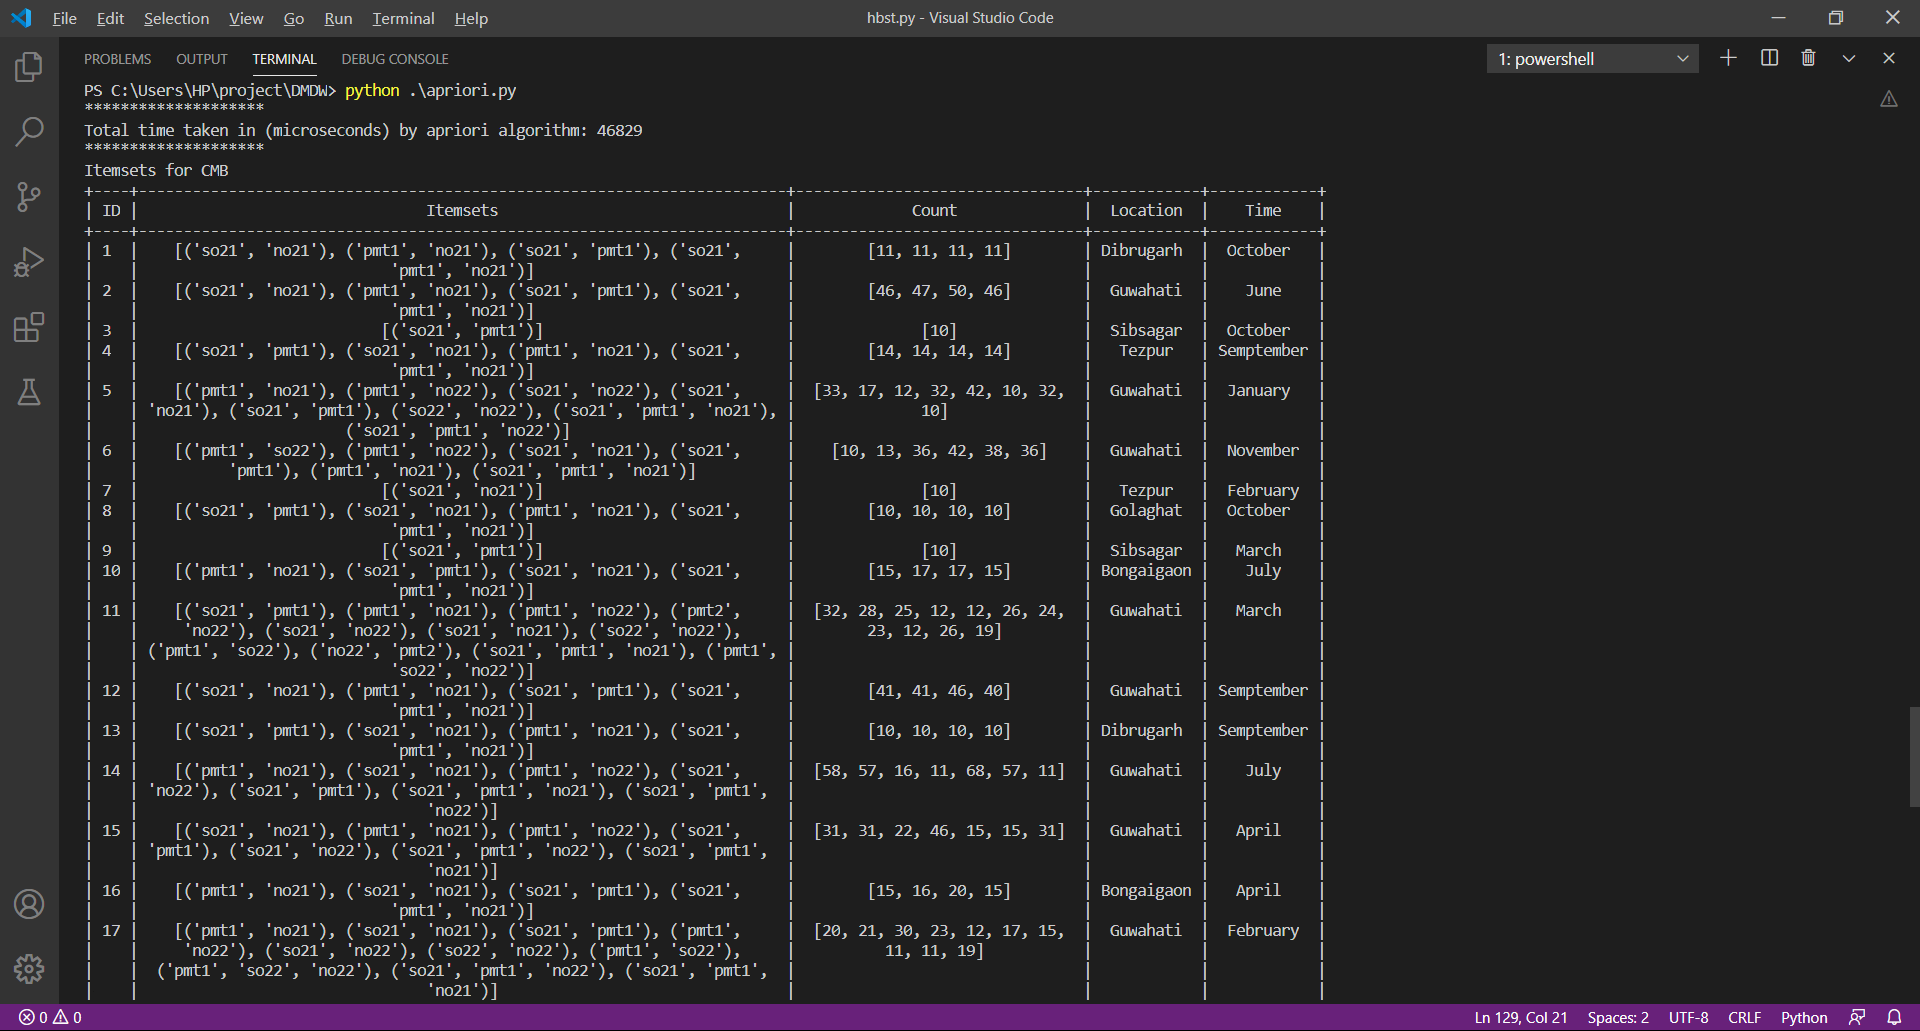 File Edit Selection View Go Run Terminal Help hbst.py - Visual Studio Code
PROBLEMS OUTPUT TERMINAL DEBUG CONSOLE 1: powershell
PS C:\Users\HP\project\DMDW> python .\apriori.py
********************
Total time taken in (microseconds) by apriori algorithm: 46829
********************
Itemsets for CMB
| ID | Itemsets | Count | Location | Time |
| 1 | [('so21', 'no21'), ('pmt1', 'no21'), ('so21', 'pmt1'), ('so21', | [11, 11, 11, 11] | Dibrugarh | October |
| | 'pmt1', 'no21')] | | | |
| 2 | [('so21', 'no21'), ('pmt1', 'no21'), ('so21', 'pmt1'), ('so21', | [46, 47, 50, 46] | Guwahati | June |
| | 'pmt1', 'no21')] | | | |
| 3 | [('so21', 'pmt1')] | [10] | Sibsagar | October |
| 4 | [('so21', 'pmt1'), ('so21', 'no21'), ('pmt1', 'no21'), ('so21', | [14, 14, 14, 14] | Tezpur | Semptember |
| | 'pmt1', 'no21')] | | | |
| 5 | [('pmt1', 'no21'), ('pmt1', 'no22'), ('so21', 'no22'), ('so21', | [33, 17, 12, 32, 42, 10, 32, | Guwahati | January |
| | 'no21'), ('so21', 'pmt1'), ('so22', 'no22'), ('so21', 'pmt1', 'no21'), | 10] | | |
| | ('so21', 'pmt1', 'no22')] | | | |
| 6 | [('pmt1', 'so22'), ('pmt1', 'no22'), ('so21', 'no21'), ('so21', | [10, 13, 36, 42, 38, 36] | Guwahati | November |
| | 'pmt1'), ('pmt1', 'no21'), ('so21', 'pmt1', 'no21')] | | | |
| 7 | [('so21', 'no21')] | [10] | Tezpur | February |
| 8 | [('so21', 'pmt1'), ('so21', 'no21'), ('pmt1', 'no21'), ('so21', | [10, 10, 10, 10] | Golaghat | October |
| | 'pmt1', 'no21')] | | | |
| 9 | [('so21', 'pmt1')] | [10] | Sibsagar | March |
| 10 | [('pmt1', 'no21'), ('so21', 'pmt1'), ('so21', 'no21'), ('so21', | [15, 17, 17, 15] | Bongaigaon | July |
| | 'pmt1', 'no21')] | | | |
| 11 | [('so21', 'pmt1'), ('pmt1', 'no21'), ('pmt1', 'no22'), ('pmt2', | [32, 28, 25, 12, 12, 26, 24, | Guwahati | March |
| | 'no22'), ('so21', 'no22'), ('so21', 'no21'), ('so22', 'no22'), | 23, 12, 26, 19] | | |
| | ('pmt1', 'so22'), ('no22', 'pmt2'), ('so21', 'pmt1', 'no21'), ('pmt1', | | | |
| | 'so22', 'no22')] | | | |
| 12 | [('so21', 'no21'), ('pmt1', 'no21'), ('so21', 'pmt1'), ('so21', | [41, 41, 46, 40] | Guwahati | Semptember |
| | 'pmt1', 'no21')] | | | |
| 13 | [('so21', 'pmt1'), ('so21', 'no21'), ('pmt1', 'no21'), ('so21', | [10, 10, 10, 10] | Dibrugarh | Semptember |
| | 'pmt1', 'no21')] | | | |
| 14 | [('pmt1', 'no21'), ('so21', 'no21'), ('pmt1', 'no22'), ('so21', | [58, 57, 16, 11, 68, 57, 11] | Guwahati | July |
| | 'no22'), ('so21', 'pmt1'), ('so21', 'pmt1', 'no21'), ('so21', 'pmt1', | | | |
| | 'no22')] | | | |
| 15 | [('so21', 'no21'), ('pmt1', 'no21'), ('pmt1', 'no22'), ('so21', | [31, 31, 22, 46, 15, 15, 31] | Guwahati | April |
| | 'pmt1'), ('so21', 'no22'), ('so21', 'pmt1', 'no22'), ('so21', 'pmt1', | | | |
| | 'no21')] | | | |
| 16 | [('pmt1', 'no21'), ('so21', 'no21'), ('so21', 'pmt1'), ('so21', | [15, 16, 20, 15] | Bongaigaon | April |
| | 'pmt1', 'no21')] | | | |
| 17 | [('pmt1', 'no21'), ('so21', 'no21'), ('so21', 'pmt1'), ('pmt1', | [20, 21, 30, 23, 12, 17, 15, | Guwahati | February |
| | 'no22'), ('so21', 'no22'), ('so22', 'no22'), ('pmt1', 'so22'), | 11, 11, 19] | | |
| | ('pmt1', 'so22', 'no22'), ('so21', 'pmt1', 'no22'), ('so21', 'pmt1', | | | |
| | 'no21')] | | | |
0 0 Ln 129, Col 21 Spaces: 2 UTF-8 CRLF Python